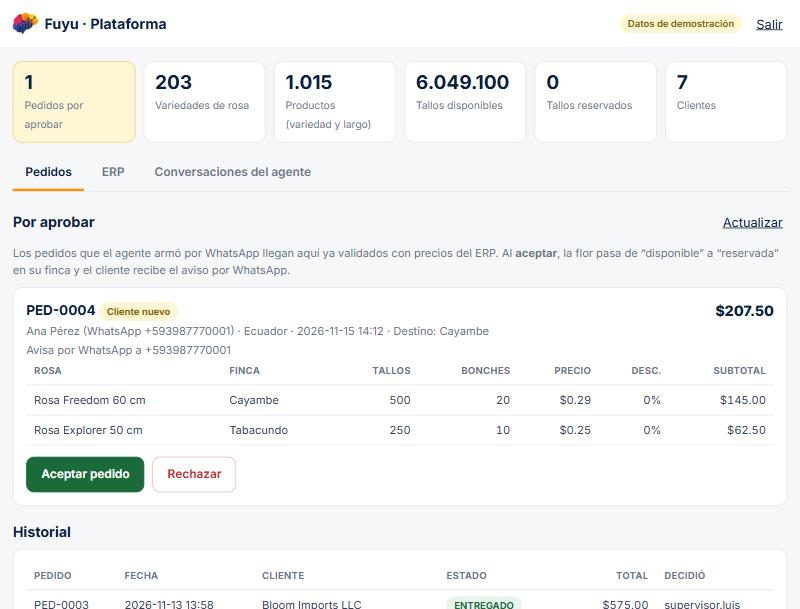 Fuyu · Plataforma
Datos de demostración
Salir
1
Pedidos por
aprobar
203
Variedades de rosa
1.015
Productos
(variedad y largo)
6.049.100
Tallos disponibles
0
Tallos reservados
7
Clientes
Pedidos ERP Conversaciones del agente
Por aprobar
Actualizar
Los pedidos que el agente armó por WhatsApp llegan aquí ya validados con precios del ERP. Al aceptar, la flor pasa de “disponible” a “reservada”
en su finca y el cliente recibe el aviso por WhatsApp.
PED-0004 Cliente nuevo $207.50
Ana Pérez (WhatsApp +593987770001) · Ecuador · 2026-11-15 14:12 · Destino: Cayambe
Avisa por WhatsApp a +593987770001
ROSA FINCA TALLOS BONCHES PRECIO DESC. SUBTOTAL
Rosa Freedom 60 cm Cayambe 500 20 $0.29 0% $145.00
Rosa Explorer 50 cm Tabacundo 250 10 $0.25 0% $62.50
Aceptar pedido Rechazar
Historial
PEDIDO FECHA CLIENTE ESTADO TOTAL DECIDIÓ
PED-0003 2026-11-13 13:58 Bloom Imports LLC ENTREGADO $575.00 supervisor.luis